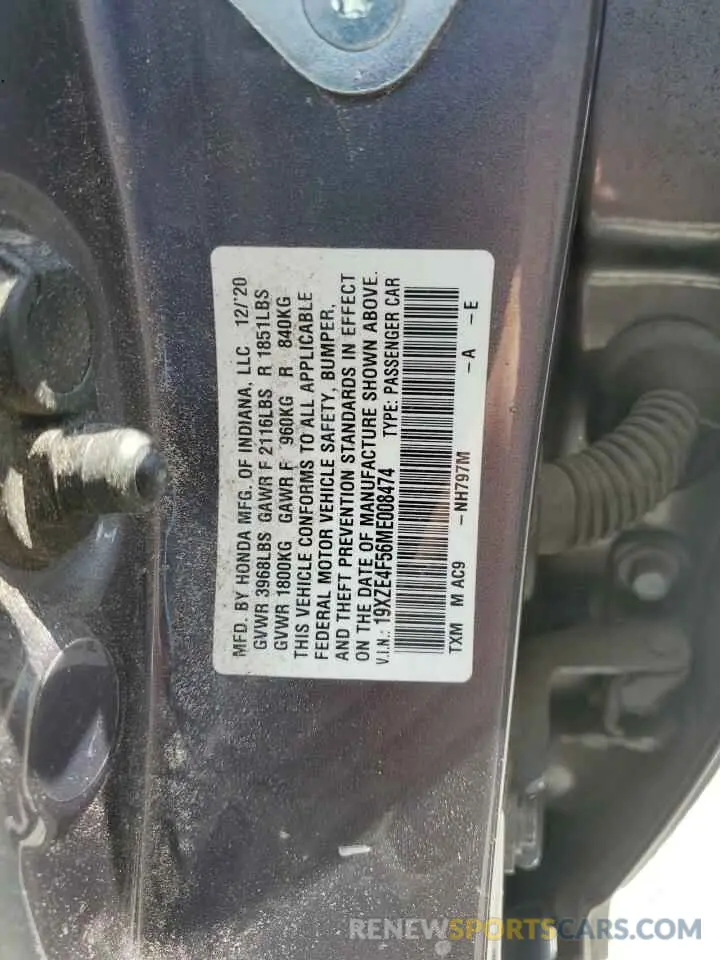 MFD. BY HONDA MFG. OF INDIANA, LLC 12/'20
GVWR 3968LBS GAWR F 2116LBS R 1851LBS
GVWR 1800KG GAWR F 960KG R 840KG
THIS VEHICLE CONFORMS TO ALL APPLICABLE
FEDERAL MOTOR VEHICLE SAFETY, BUMPER,
AND THEFT PREVENTION STANDARDS IN EFFECT
ON THE DATE OF MANUFACTURE SHOWN ABOVE.
V.I.N.: 19XZE4F56ME008474 TYPE: PASSENGER CAR
TXM M AC9 -NH797M -A -E
RENEWSPORTSCARS.COM